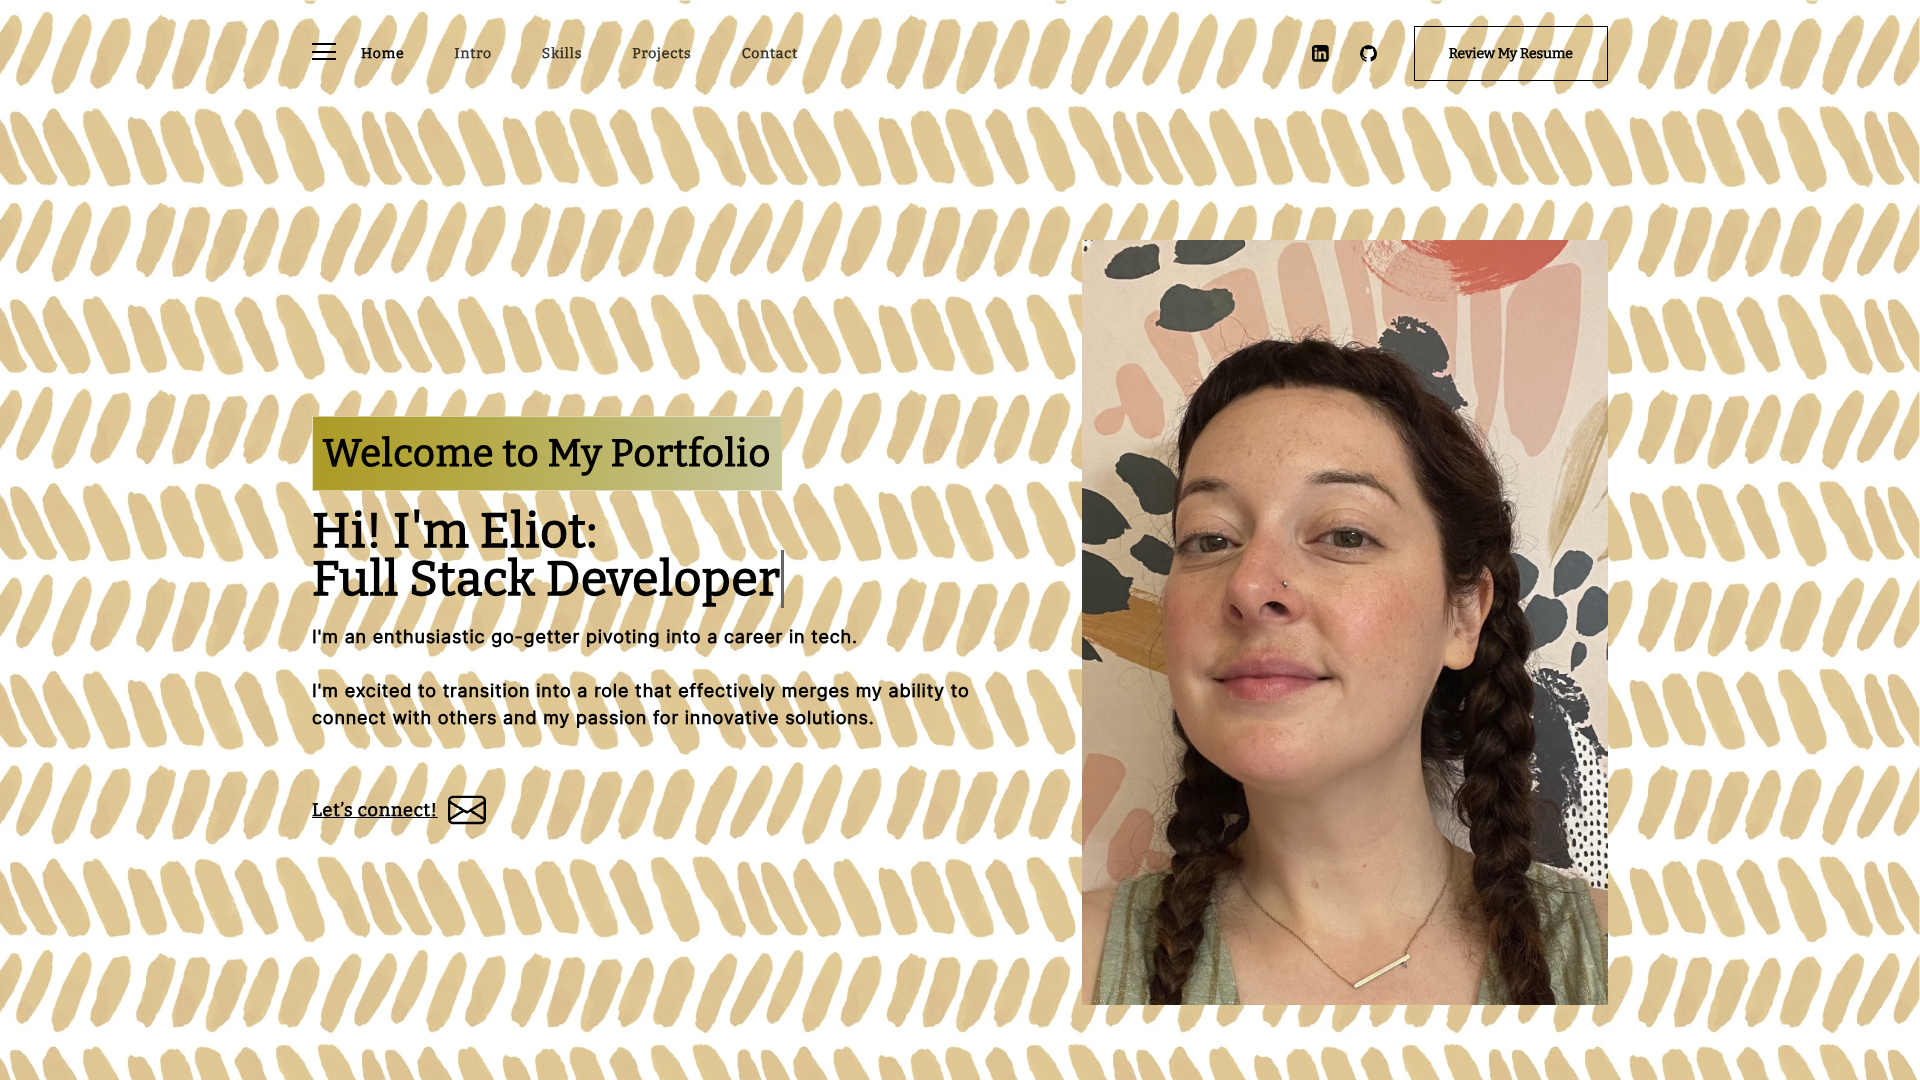 Home
Intro
Skills
Projects
Contact
in
Review My Resume
Welcome to My Portfolio
Hi! I'm Eliot:
Full Stack Developer
I'm an enthusiastic go-getter pivoting into a career in tech.
I'm excited to transition into a role that effectively merges my ability to
connect with others and my passion for innovative solutions.
Let’s connect!